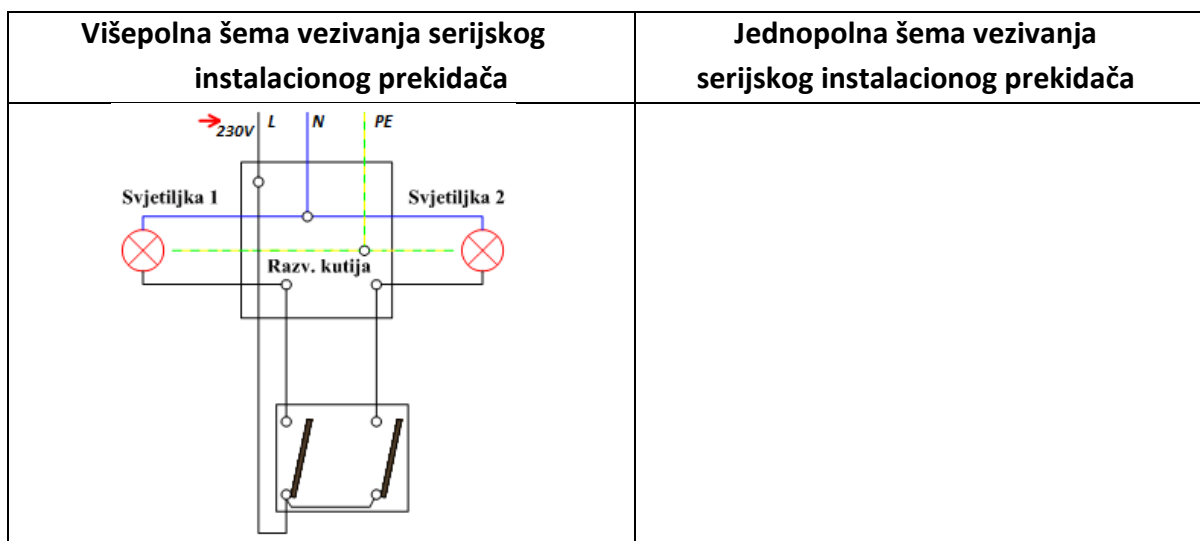 Višepolna šema vezivanja serijskog
instalacionog prekidača
Jednopolna šema vezivanja
serijskog instalacionog prekidača
230V L N PE
Svjetiljka 1
Svjetiljka 2
Razv. kutija